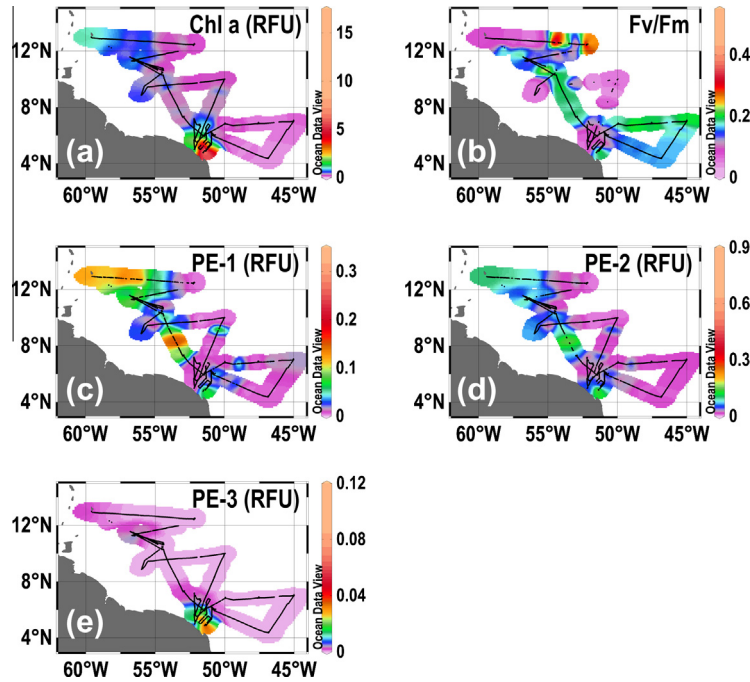 Chl a (RFU)
12°N
8°N
4°N
(a)
60°W 55°W 50°W 45°W
15
10
5
0
Ocean Data View
Fv/Fm
12°N
8°N
4°N
(b)
60°W 55°W 50°W 45°W
0.4
0.2
0
Ocean Data View
PE-1 (RFU)
12°N
8°N
4°N
(c)
60°W 55°W 50°W 45°W
0.3
0.2
0.1
0
Ocean Data View
PE-2 (RFU)
12°N
8°N
4°N
(d)
60°W 55°W 50°W 45°W
0.9
0.6
0.3
0
Ocean Data View
PE-3 (RFU)
12°N
8°N
4°N
(e)
60°W 55°W 50°W 45°W
0.12
0.08
0.04
0
Ocean Data View